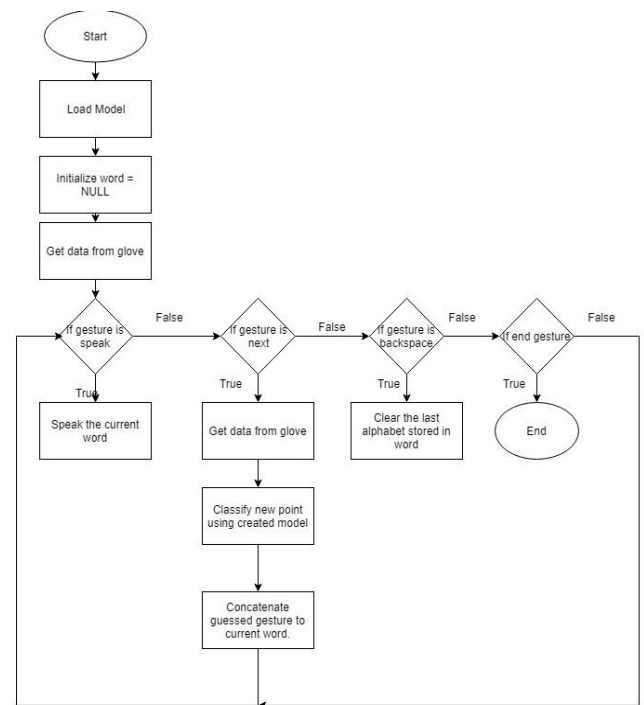 Start
Load Model
Initialize word =
NULL
Get data from glove
If gesture is
speak
False
If gesture is
next
False
If gesture is
backspace
False
If end gesture
False
True
True
True
True
Speak the current
word
Get data from glove
Clear the last
alphabet stored in
word
End
Classify new point
using created model
Concatenate
guessed gesture to
current word.